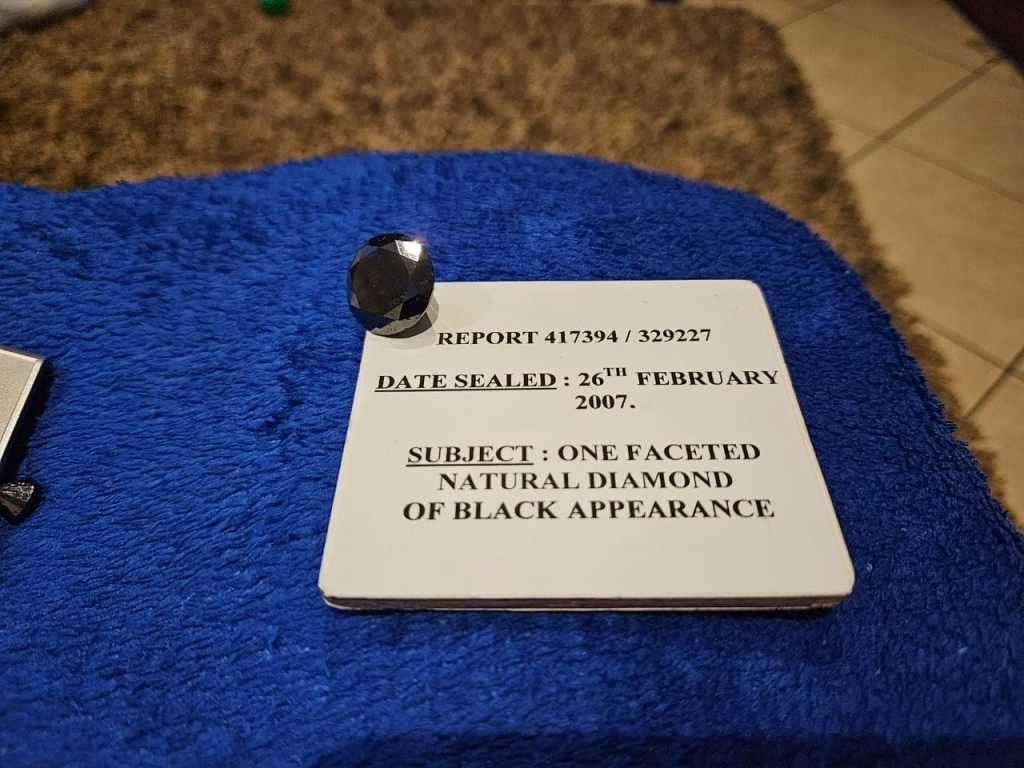 REPORT 417394 / 329227
DATE SEALED : 26TH FEBRUARY
2007.
SUBJECT : ONE FACETED
NATURAL DIAMOND
OF BLACK APPEARANCE